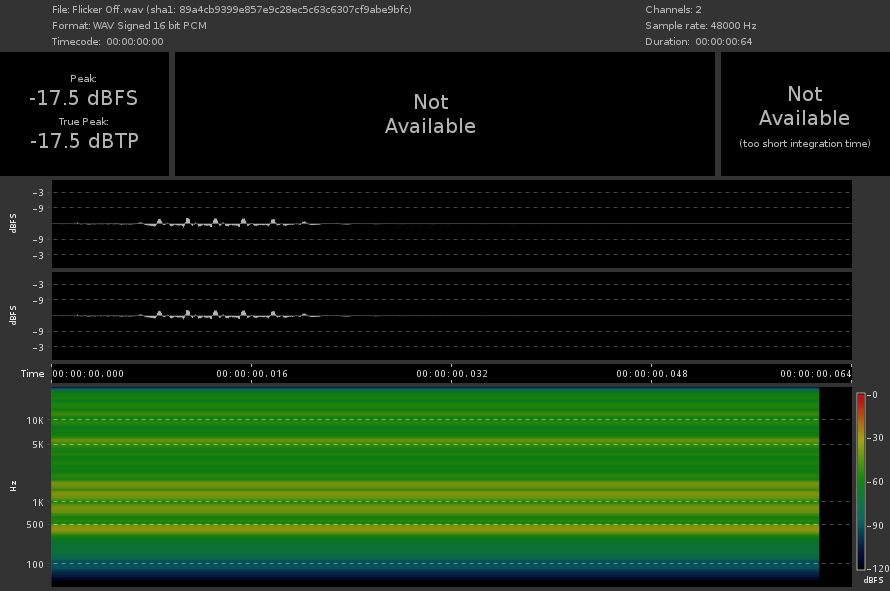 File: Flicker Off.wav (sha1: 89a4cb9399e857e9c28ec5c63c6307cf9abe9bfc)
Channels: 2
Format: WAV Signed 16 bit PCM
Sample rate: 48000 Hz
Timecode: 00:00:00:00
Duration: 00:00:00:64
Peak:
-17.5 dBFS
True Peak:
-17.5 dBTP
Not
Available
Not
Available
(too short integration time)
dBFS
-3
-9
-9
-3
dBFS
-3
-9
-9
-3
Time
00:00:00.000
00:00:00.016
00:00:00.032
00:00:00.048
00:00:00.064
Hz
10K
5K
1K
500
100
-0
-30
-60
-90
-120
dBFS